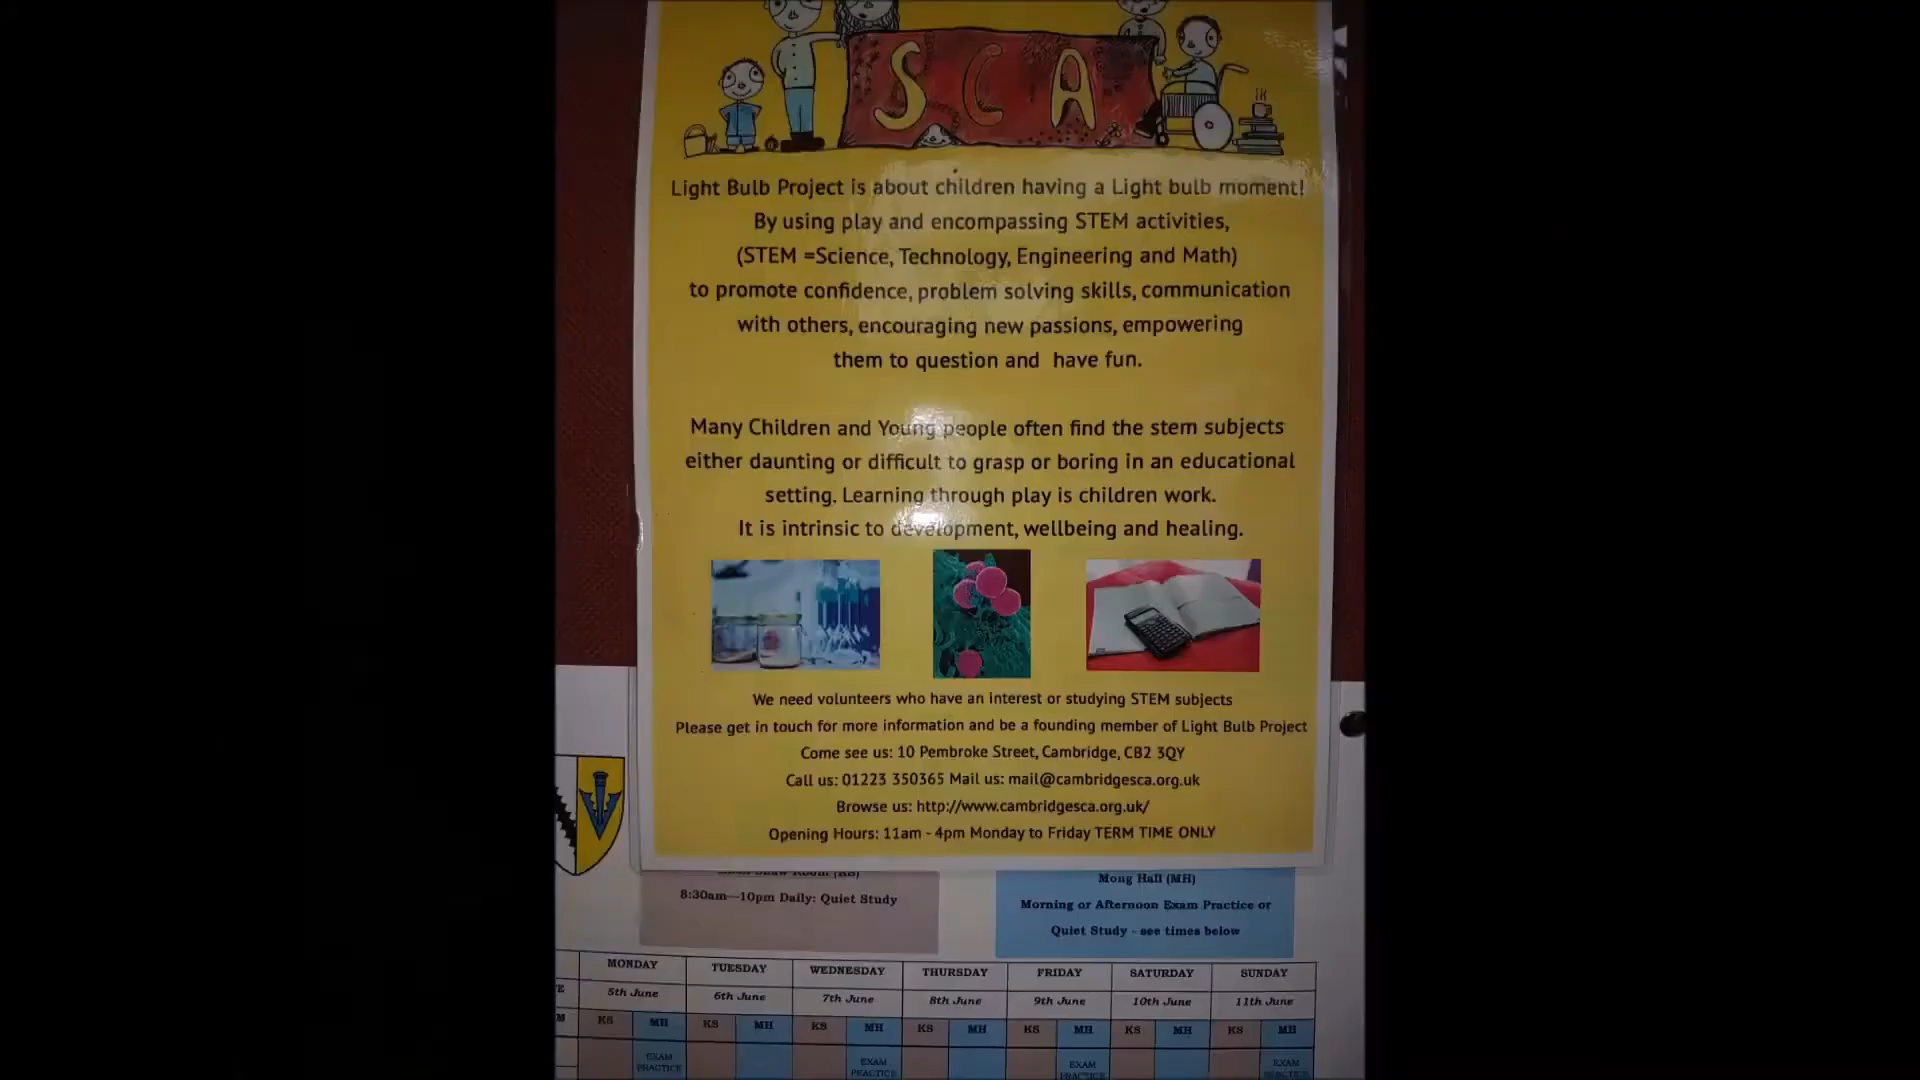 SCA
Light Bulb Project is about children having a Light bulb moment!
By using play and encompassing STEM activities,
(STEM =Science, Technology, Engineering and Math)
to promote confidence, problem solving skills, communication
with others, encouraging new passions, empowering
them to question and have fun.
Many Children and Young people often find the stem subjects
either daunting or difficult to grasp or boring in an educational
setting. Learning through play is children work.
It is intrinsic to development, wellbeing and healing.
We need volunteers who have an interest or studying STEM subjects
Please get in touch for more information and be a founding member of Light Bulb Project
Come see us: 10 Pembroke Street, Cambridge, CB2 3QY
Call us: 01223 350365 Mail us: mail@cambridgesca.org.uk
Browse us: http://www.cambridgesca.org.uk/
Opening Hours: 11am - 4pm Monday to Friday TERM TIME ONLY
Room (KS)
8:30am—10pm Daily: Quiet Study
Mong Hall (MH)
Morning or Afternoon Exam Practice or
Quiet Study - see times below
MONDAY TUESDAY WEDNESDAY THURSDAY FRIDAY SATURDAY SUNDAY
5th June 6th June 7th June 8th June 9th June 10th June 11th June
KS MH KS MH KS MH KS MH KS MH KS MH KS MH
EXAM EXAM EXAM EXAM
PRACTICE PRACTICE PRACTICE PRACTICE